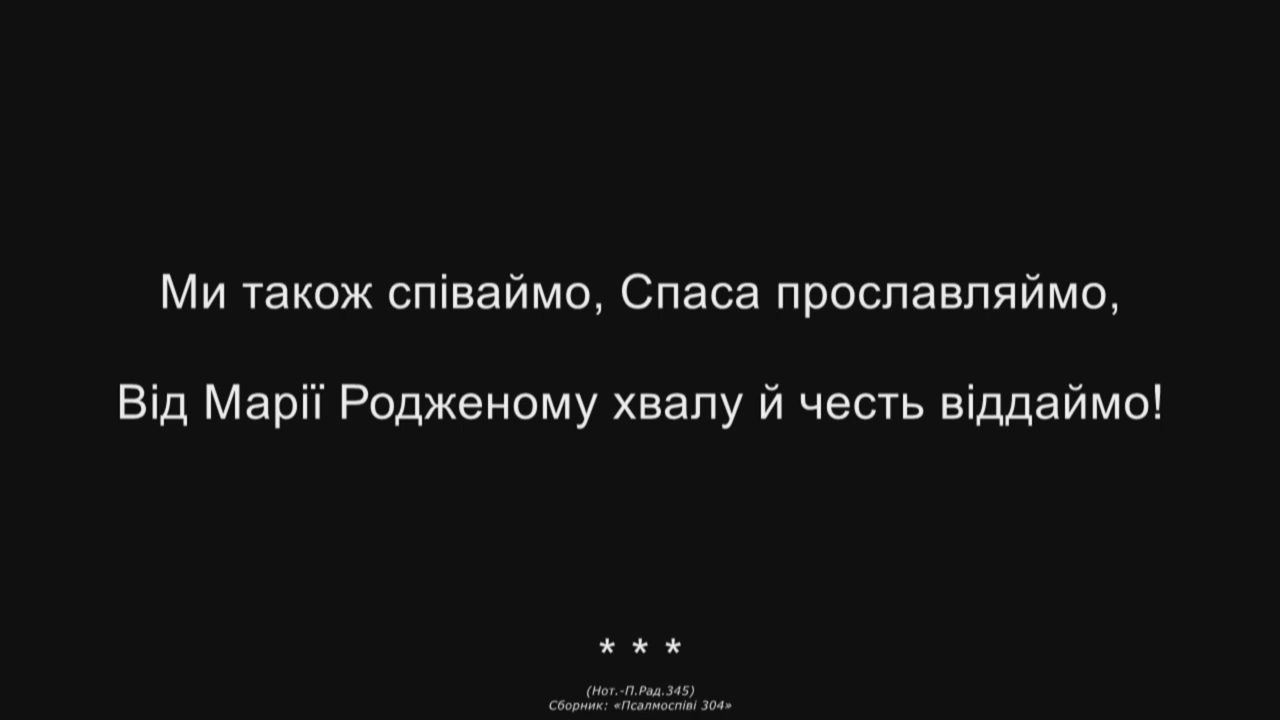 Ми також співаймо, Спаса прославляймо,
Від Марії Родженому хвалу й честь віддаймо!
* * *
(Нот.-П.Рад.345)
Сборник: «Псалмоспіві 304»